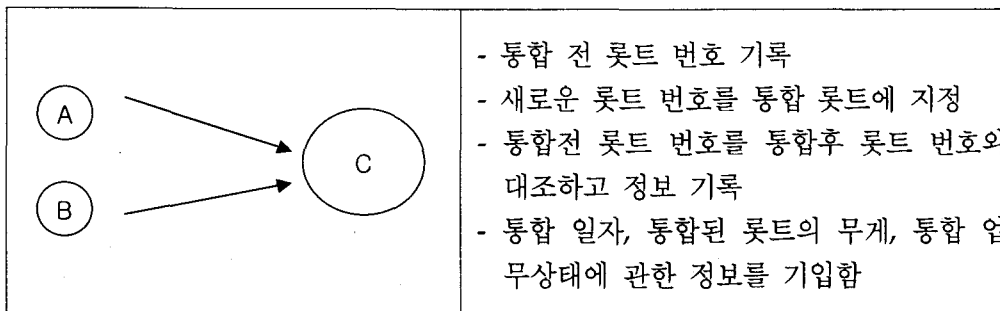 A
B
C
- 통합 전 롯트 번호 기록
- 새로운 롯트 번호를 통합 롯트에 지정
- 통합전 롯트 번호를 통합후 롯트 번호와
대조하고 정보 기록
- 통합 일자, 통합된 롯트의 무게, 통합 업
무상태에 관한 정보를 기입함